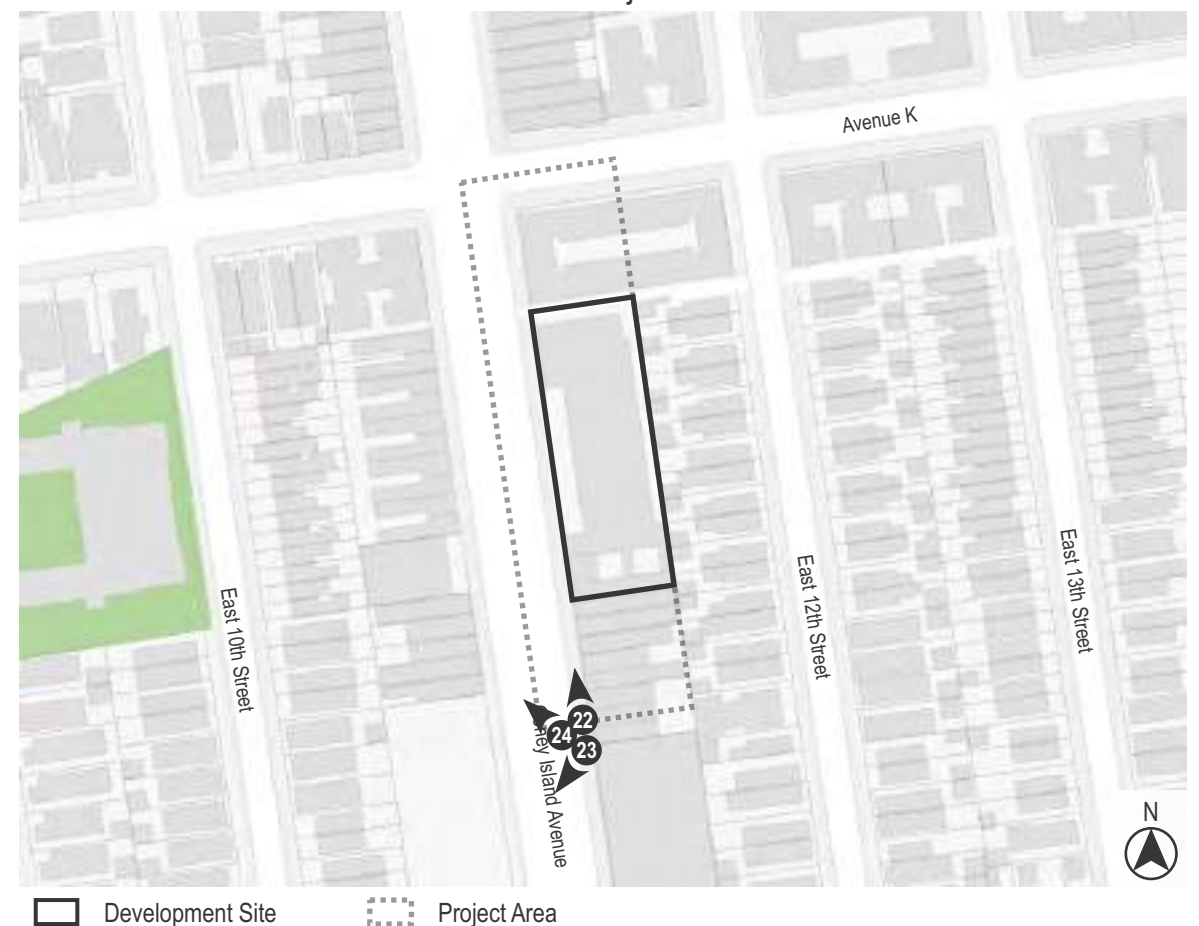 Avenue K
East 10th Street
East 12th Street
East 13th Street
22
24
23
Island Avenue
N
Development Site
Project Area